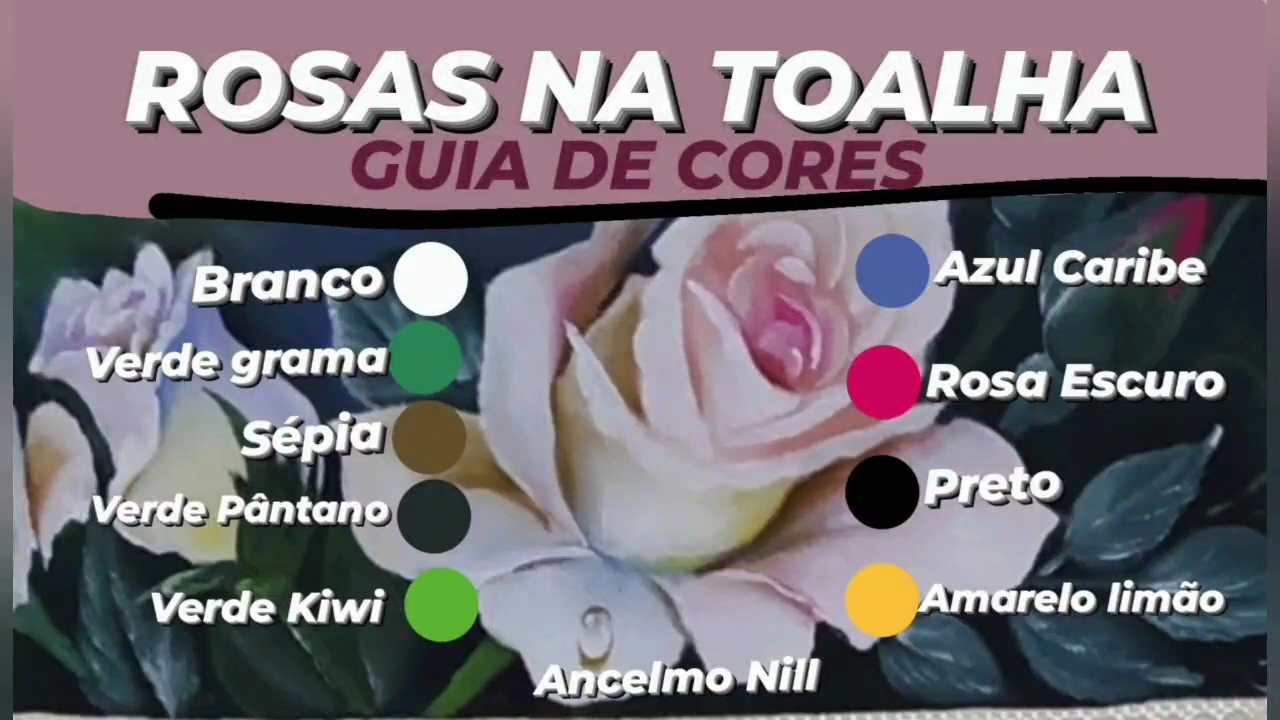 ROSAS NA TOALHA
GUIA DE CORES
Branco
Verde grama
Sépia
Verde Pântano
Verde Kiwi
Azul Caribe
Rosa Escuro
Preto
Amarelo limão
Ancelmo Nill